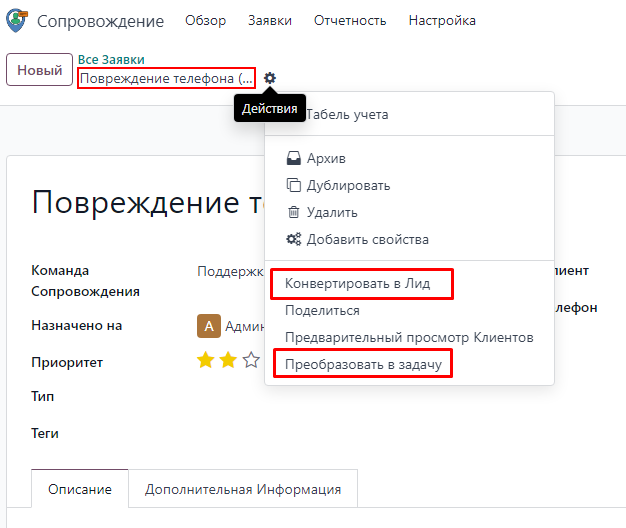 Сопровождение Обзор Заявки Отчетность Настройка
Новый
Все Заявки
Повреждение телефона (...
Действия
Табель учета
Архив
Дублировать
Удалить
Добавить свойства
Конвертировать в Лид
Поделиться
Предварительный просмотр Клиентов
Преобразовать в задачу
Повреждение те
Команда Сопровождения
Поддержк
Назначено на
A Админ
Приоритет
Тип
Теги
лиент
лефон
Описание Дополнительная Информация